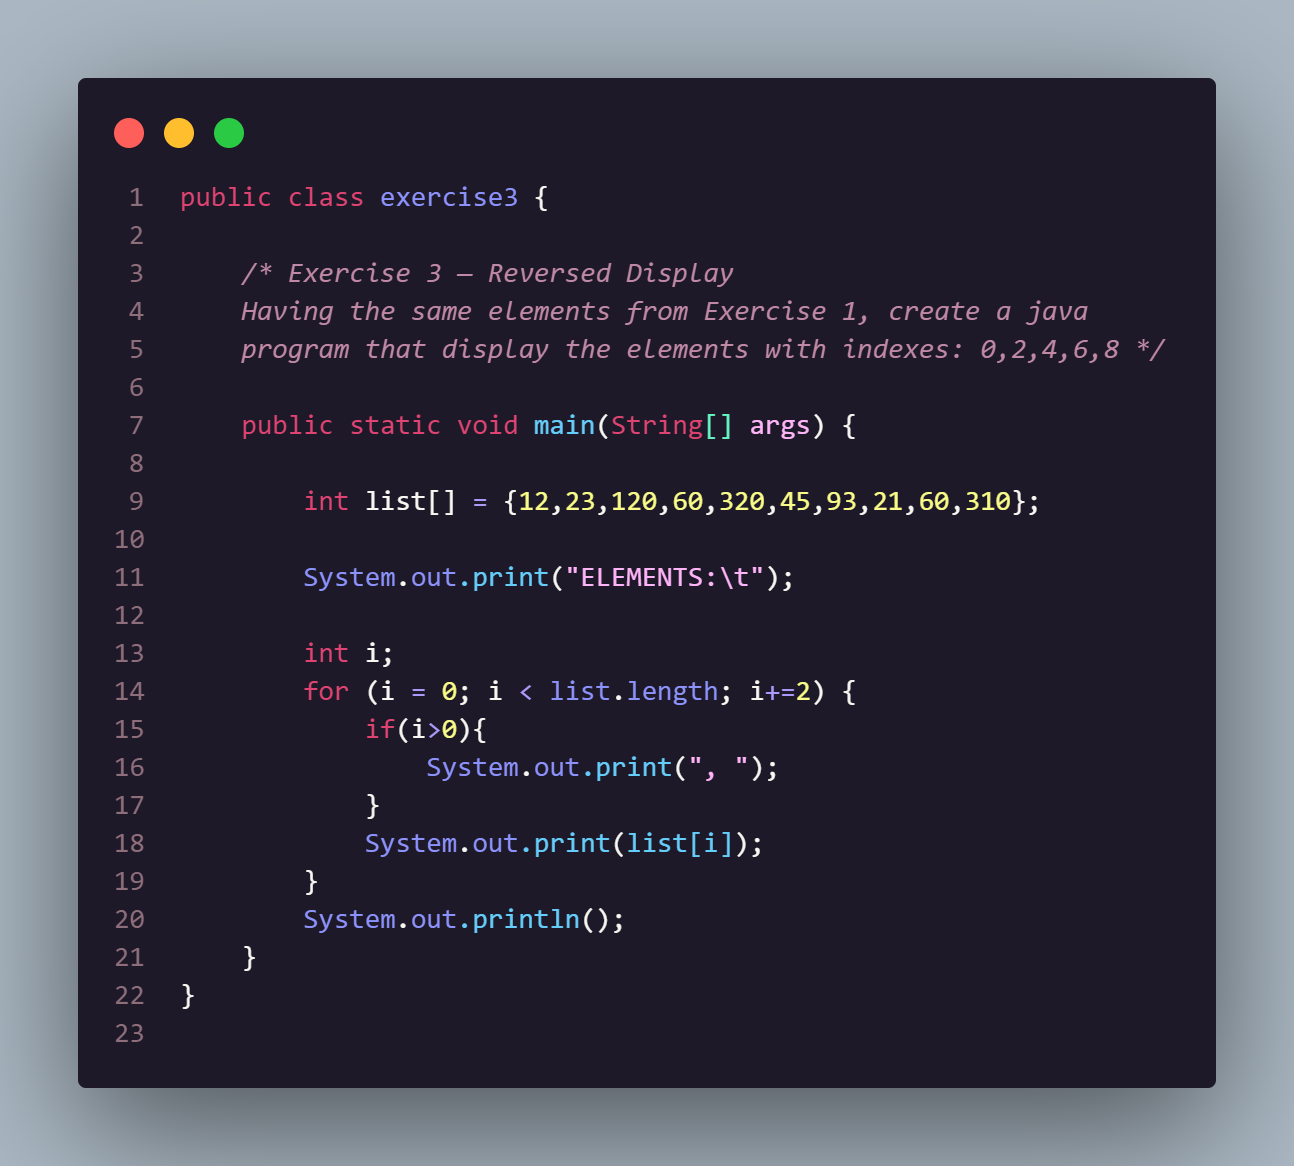 1 public class exercise3 {
2
3     /* Exercise 3 – Reversed Display
4     Having the same elements from Exercise 1, create a java
5     program that display the elements with indexes: 0,2,4,6,8 */
6
7     public static void main(String[] args) {
8
9         int list[] = {12,23,120,60,320,45,93,21,60,310};
10
11         System.out.print("ELEMENTS:\t");
12
13         int i;
14         for (i = 0; i < list.length; i+=2) {
15             if(i>0){
16                 System.out.print(", ");
17             }
18             System.out.print(list[i]);
19         }
20         System.out.println();
21     }
22 }
23